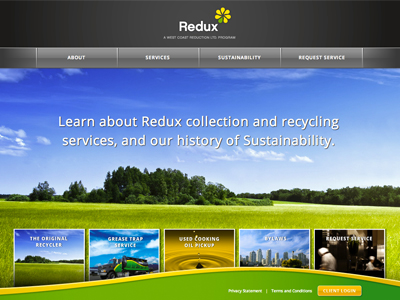 Redux
A WEST COAST REDUCTION LTD. PROGRAM
ABOUT
SERVICES
SUSTAINABILITY
REQUEST SERVICE
Learn about Redux collection and recycling
services, and our history of Sustainability.
THE ORIGINAL
RECYCLER
GREASE TRAP
SERVICE
USED COOKING
OIL PICKUP
BYLAWS
REQUEST SERVICE
Privacy Statement | Terms and Conditions
CLIENT LOGIN